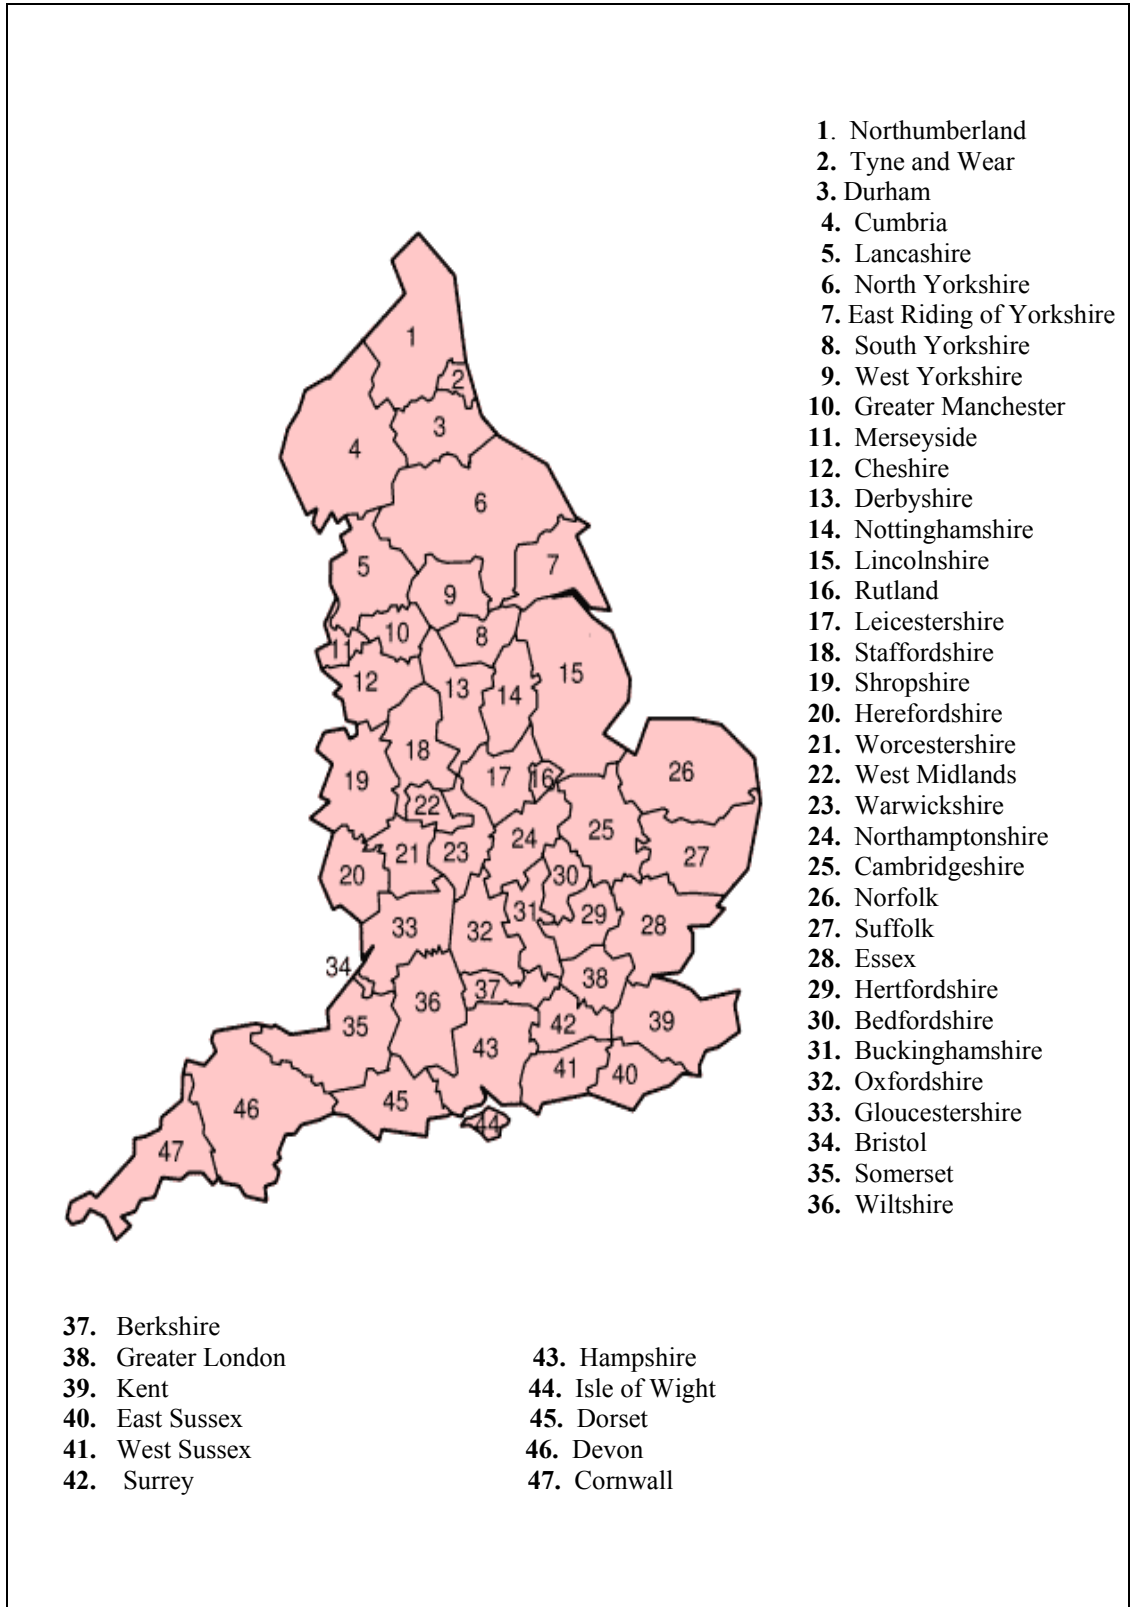 1. Northumberland
2. Tyne and Wear
3. Durham
4. Cumbria
5. Lancashire
6. North Yorkshire
7. East Riding of Yorkshire
8. South Yorkshire
9. West Yorkshire
10. Greater Manchester
11. Merseyside
12. Cheshire
13. Derbyshire
14. Nottinghamshire
15. Lincolnshire
16. Rutland
17. Leicestershire
18. Staffordshire
19. Shropshire
20. Herefordshire
21. Worcestershire
22. West Midlands
23. Warwickshire
24. Northamptonshire
25. Cambridgeshire
26. Norfolk
27. Suffolk
28. Essex
29. Hertfordshire
30. Bedfordshire
31. Buckinghamshire
32. Oxfordshire
33. Gloucestershire
34. Bristol
35. Somerset
36. Wiltshire
1
2
3
4
6
5
7
9
10
8
11
12
13
14
15
18
19
17
16
26
22
25
24
21
23
27
20
30
31
29
28
33
32
34
38
37
36
35
42
39
43
41
40
46
45
44
47
37. Berkshire
38. Greater London
39. Kent
40. East Sussex
41. West Sussex
42. Surrey
43. Hampshire
44. Isle of Wight
45. Dorset
46. Devon
47. Cornwall